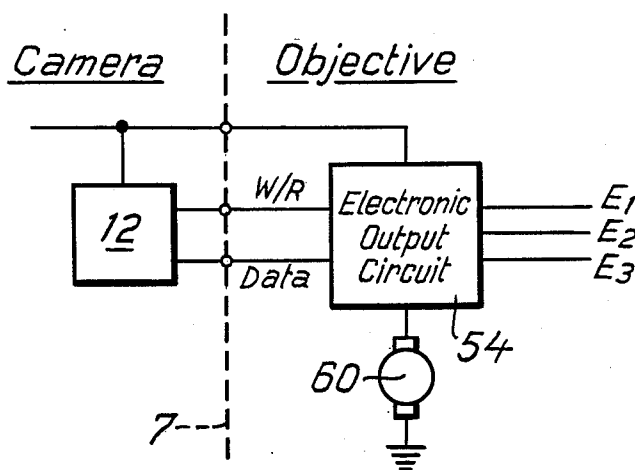 Camera
Objective
12
W/R
Data
Electronic
Output
Circuit
E1
E2
E3
54
60
7